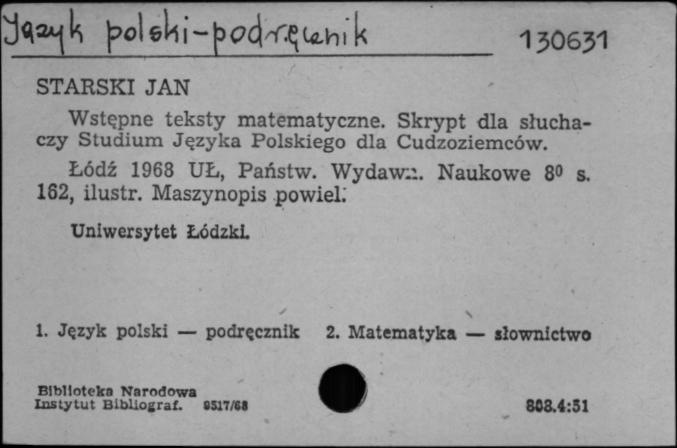 Język polski-podręcznik 130631
STARSKI JAN
Wstępne teksty matematyczne. Skrypt dla słucha-
czy Studium Języka Polskiego dla Cudzoziemców.
Łódź 1968 UŁ, Państw. Wydawn. Naukowe 8⁰ s.
162, ilustr. Maszynopis powiel.
Uniwersytet Łódzki.
1. Język polski — podręcznik 2. Matematyka — słownictwo
Biblioteka Narodowa
Instytut Bibliograf. 9517/68 808.4:51